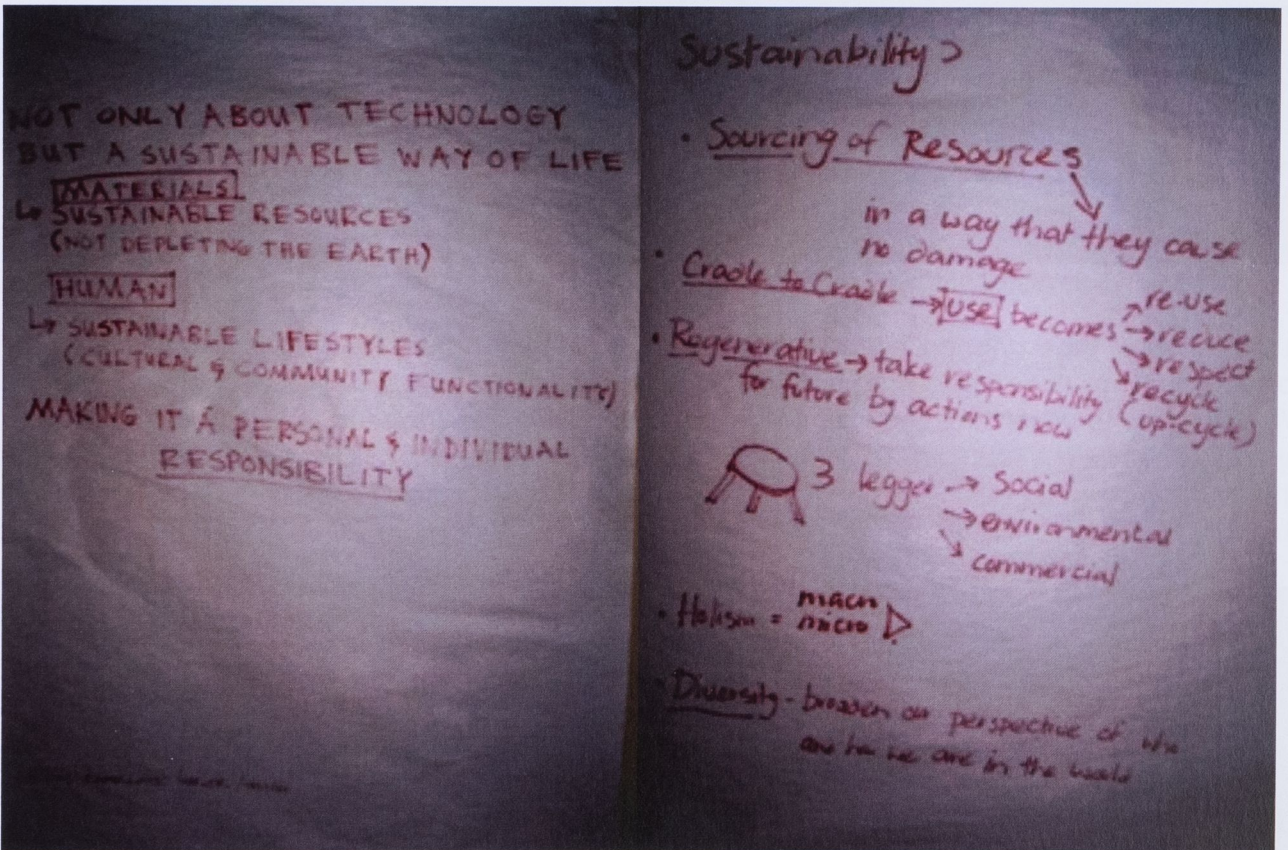 NOT ONLY ABOUT TECHNOLOGY
BUT A SUSTAINABLE WAY OF LIFE
MATERIALS
↳ SUSTAINABLE RESOURCES
(NOT DEPLETING THE EARTH)
HUMAN
↳ SUSTAINABLE LIFESTYLES
(CULTURAL & COMMUNITY FUNCTIONALITY)
MAKING IT A PERSONAL & INDIVIDUAL
RESPONSIBILITY
Sustainability >
• Sourcing of Resources
in a way that they cause
no damage
• Cradle to Cradle → use becomes
re-use
→ reduce
→ respect
recycle
(up-cycle)
• Regenerative → take responsibility
for future by actions now
3 legged → Social
→ environmental
commercial
• Holism = macro
micro
• Diversity - broaden our perspective of who
and how we are in the world